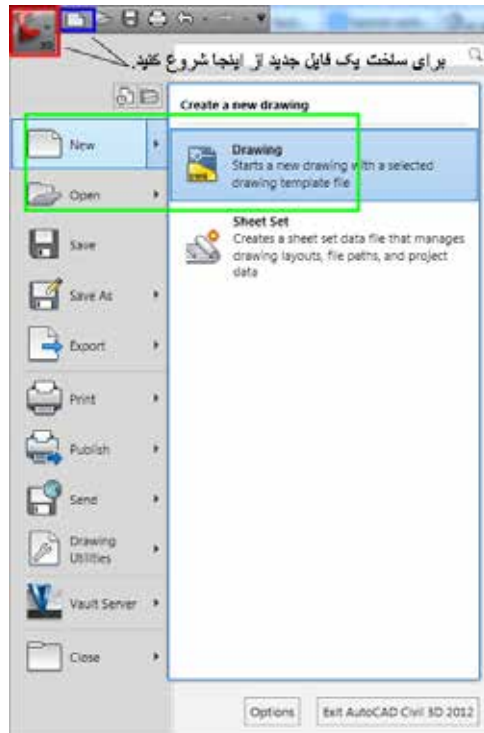 3D
برای ساخت یک فایل جدید از اینجا شروع کنید.
Create a new drawing
New
Drawing
Starts a new drawing with a selected
drawing template file
Open
Sheet Set
Creates a sheet set data file that manages
drawing layouts, file paths, and project
data
Save
Save As
Export
Print
Publish
Send
Drawing
Utilities
Vault Server
Close
Options
Exit AutoCAD Civil 3D 2012